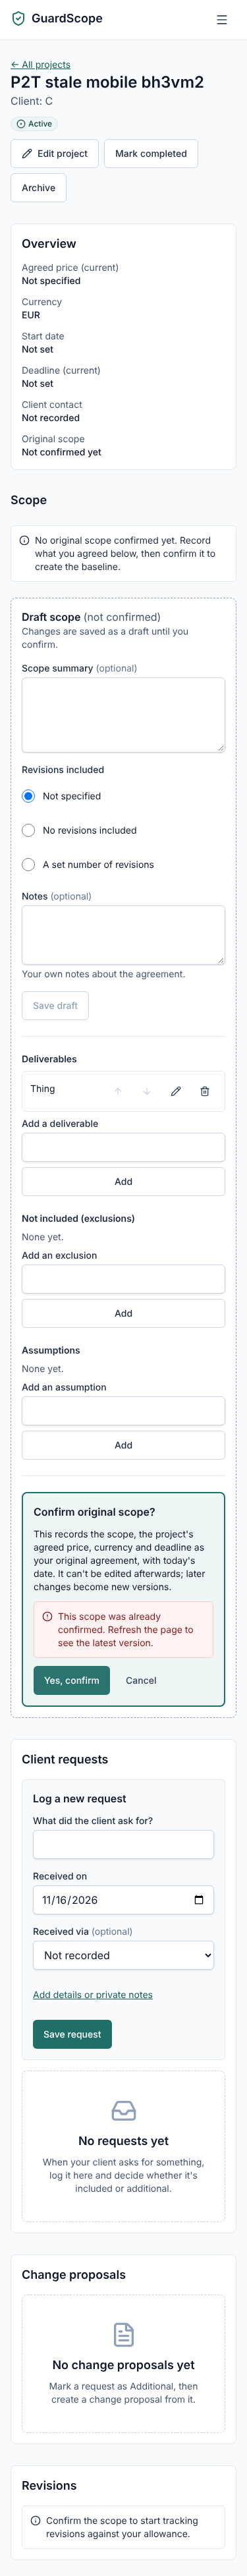 GuardScope
← All projects
P2T stale mobile bh3vm2
Client: C
Active
Edit project
Mark completed
Archive
Overview
Agreed price (current)
Not specified
Currency
EUR
Start date
Not set
Deadline (current)
Not set
Client contact
Not recorded
Original scope
Not confirmed yet
Scope
No original scope confirmed yet. Record
what you agreed below, then confirm it to
create the baseline.
Draft scope (not confirmed)
Changes are saved as a draft until you
confirm.
Scope summary (optional)
Revisions included
Not specified
No revisions included
A set number of revisions
Notes (optional)
Your own notes about the agreement.
Save draft
Deliverables
Thing
Add a deliverable
Add
Not included (exclusions)
None yet.
Add an exclusion
Add
Assumptions
None yet.
Add an assumption
Add
Confirm original scope?
This records the scope, the project's
agreed price, currency and deadline as
your original agreement, with today's
date. It can't be edited afterwards; later
changes become new versions.
This scope was already
confirmed. Refresh the page to
see the latest version.
Yes, confirm
Cancel
Client requests
Log a new request
What did the client ask for?
Received on
11/16/2026
Received via (optional)
Not recorded
Add details or private notes
Save request
No requests yet
When your client asks for something,
log it here and decide whether it's
included or additional.
Change proposals
No change proposals yet
Mark a request as Additional, then
create a change proposal from it.
Revisions
Confirm the scope to start tracking
revisions against your allowance.